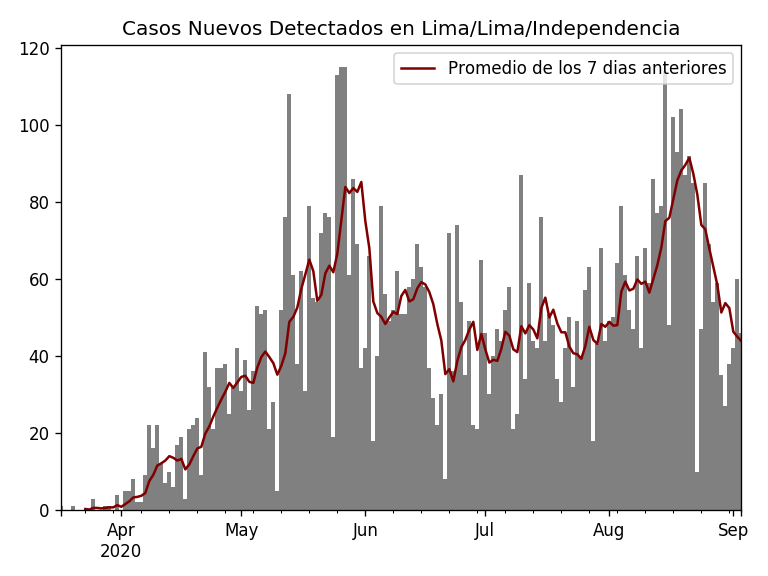 Casos Nuevos Detectados en Lima/Lima/Independencia
Promedio de los 7 dias anteriores
120
100
80
60
40
20
0
Apr
May
Jun
Jul
Aug
Sep
2020